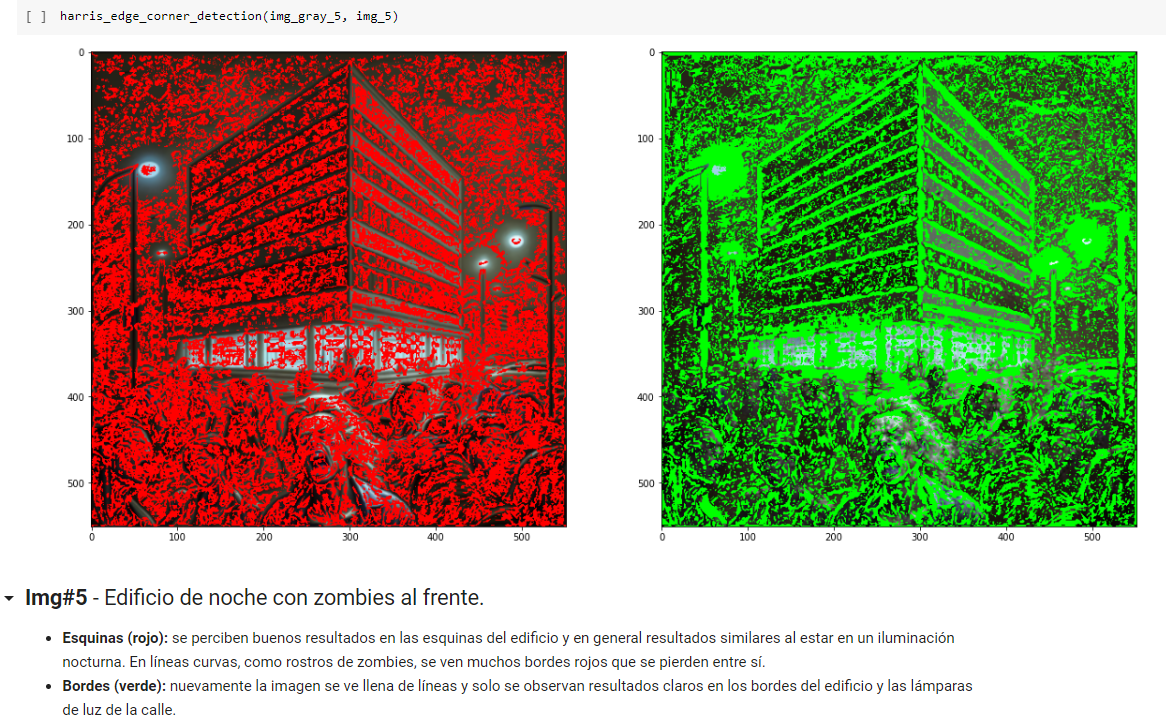 [ ] harris_edge_corner_detection(img_gray_5, img_5)
0
100
200
300
400
500
0 100 200 300 400 500
0
100
200
300
400
500
0 100 200 300 400 500
Img#5 - Edificio de noche con zombies al frente.
• Esquinas (rojo): se perciben buenos resultados en las esquinas del edificio y en general resultados similares al estar en un iluminación
nocturna. En líneas curvas, como rostros de zombies, se ven muchos bordes rojos que se pierden entre sí.
• Bordes (verde): nuevamente la imagen se ve llena de líneas y solo se observan resultados claros en los bordes del edificio y las lámparas
de luz de la calle.